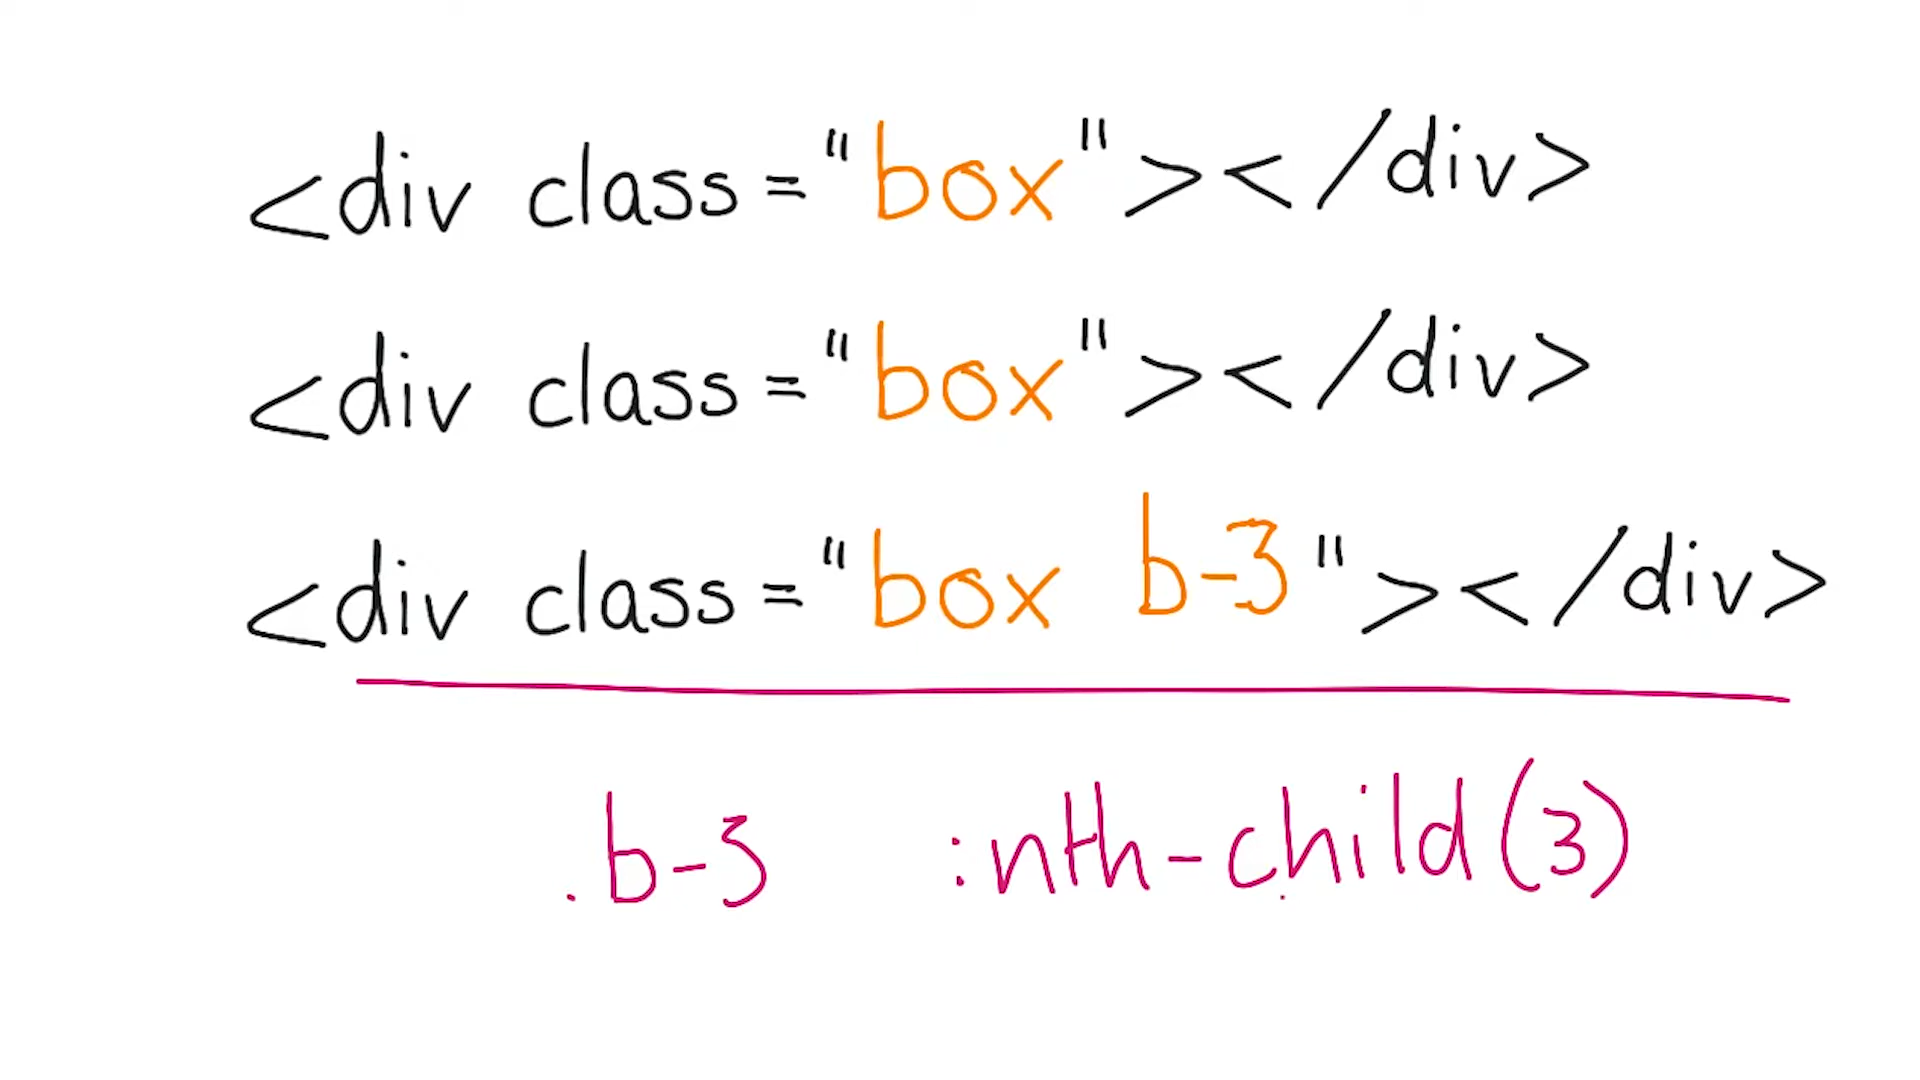 <div class="box"></div>
<div class="box"></div>
<div class="box b-3"></div>
.b-3 :nth-child(3)